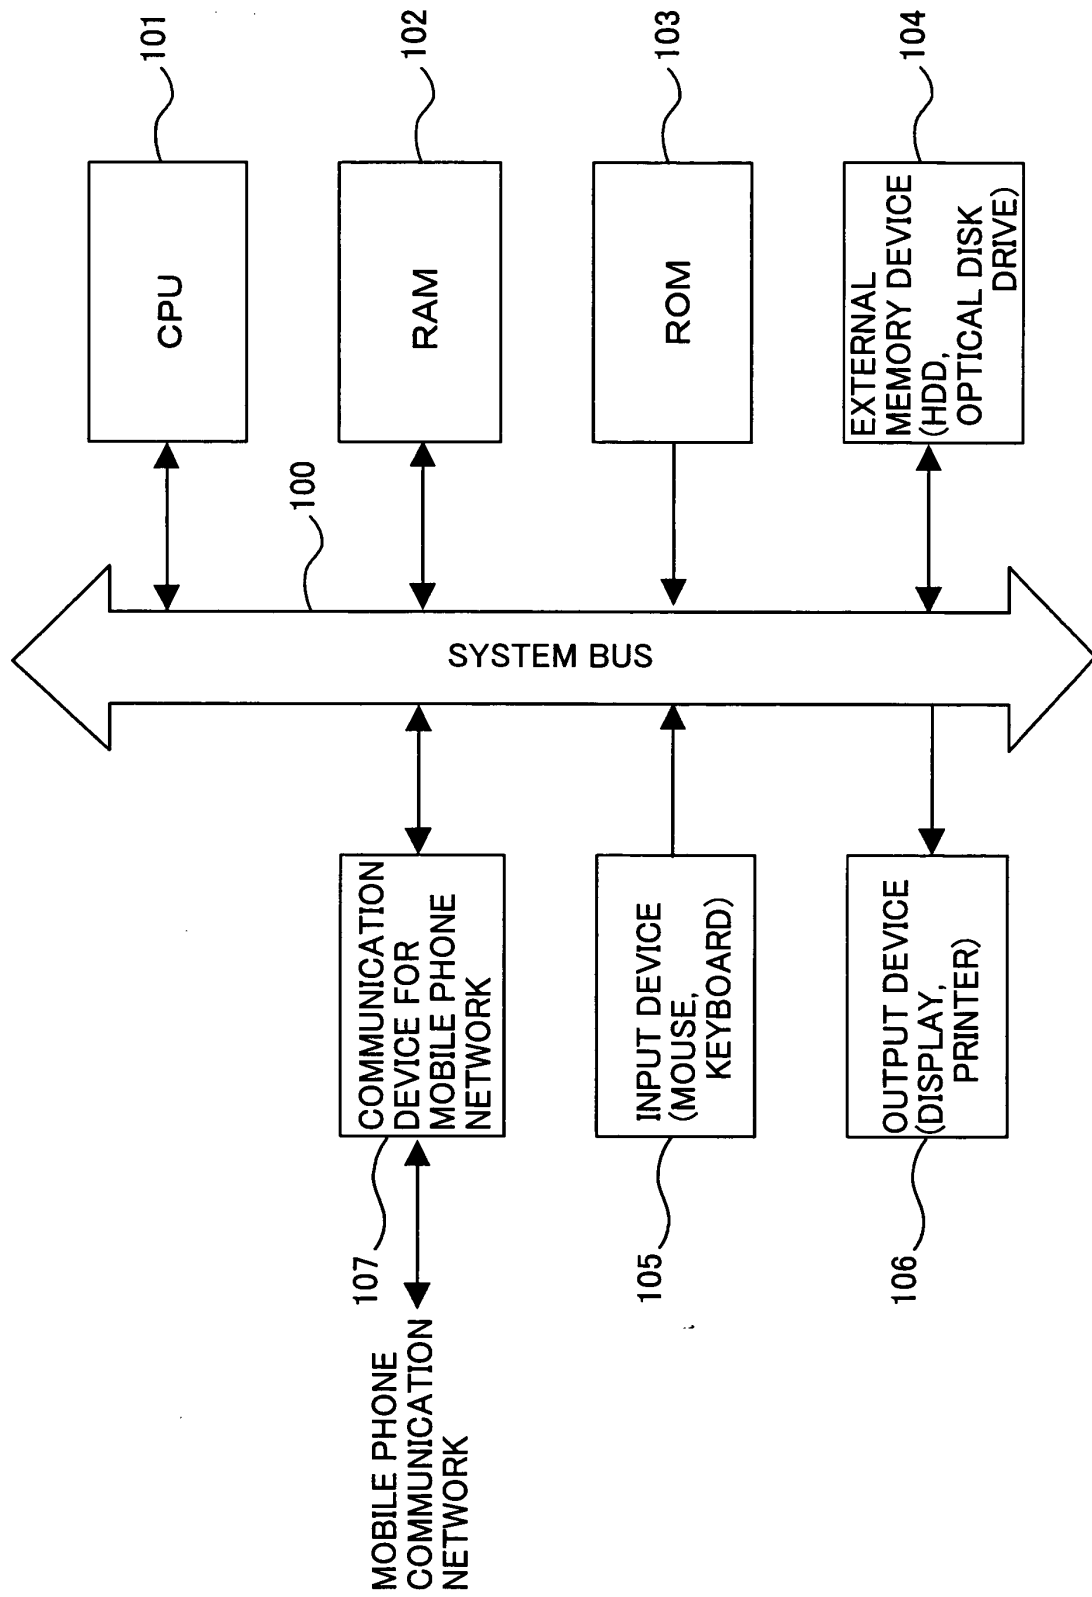 101
CPU
102
RAM
103
ROM
104
EXTERNAL
MEMORY DEVICE
(HDD,
OPTICAL DISK
DRIVE)
100
SYSTEM BUS
COMMUNICATION
DEVICE FOR
MOBILE PHONE
NETWORK
107
MOBILE PHONE
COMMUNICATION
NETWORK
INPUT DEVICE
(MOUSE,
KEYBOARD)
105
OUTPUT DEVICE
(DISPLAY,
PRINTER)
106